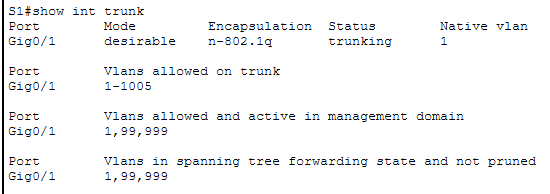 S1#show int trunk
Port        Mode         Encapsulation  Status        Native vlan
Gig0/1      desirable    n-802.1q       trunking      1
Port        Vlans allowed on trunk
Gig0/1      1-1005
Port        Vlans allowed and active in management domain
Gig0/1      1,99,999
Port        Vlans in spanning tree forwarding state and not pruned
Gig0/1      1,99,999